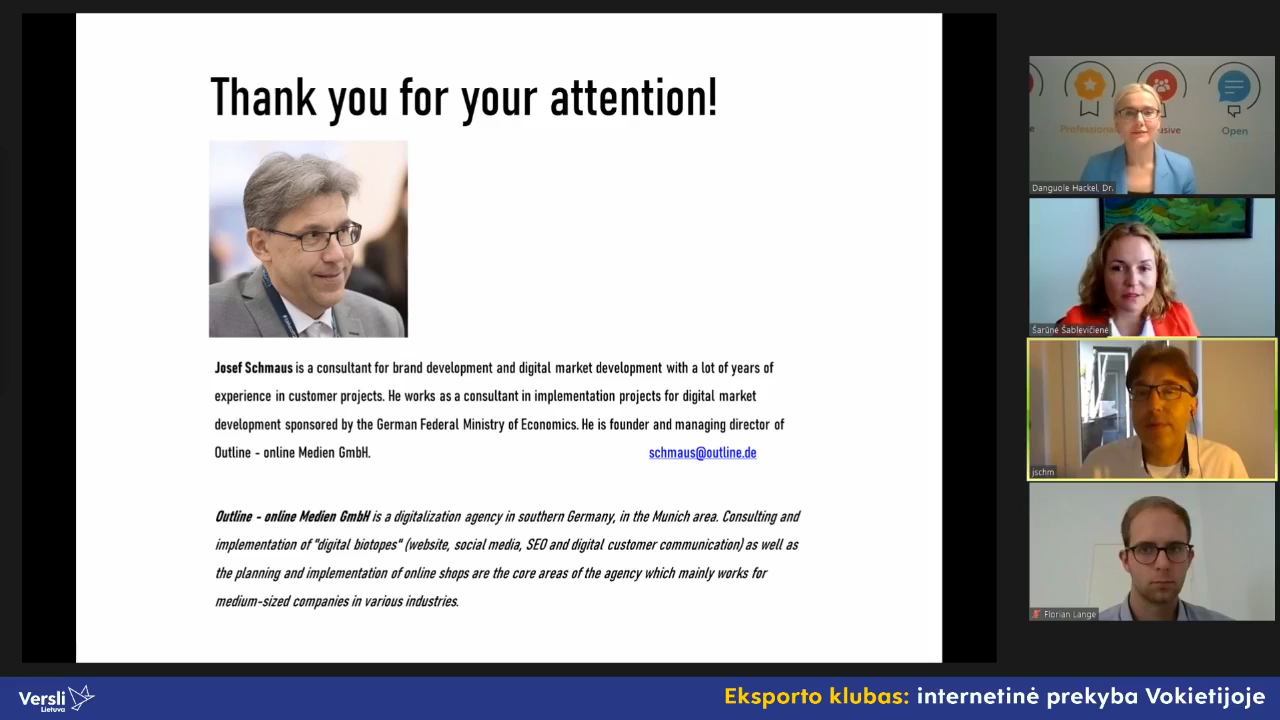 Thank you for your attention!
Josef Schmaus is a consultant for brand development and digital market development with a lot of years of
experience in customer projects. He works as a consultant in implementation projects for digital market
development sponsored by the German Federal Ministry of Economics. He is founder and managing director of
Outline - online Medien GmbH. schmaus@outline.de
Outline - online Medien GmbH is a digitalization agency in southern Germany, in the Munich area. Consulting and
implementation of "digital biotopes" (website, social media, SEO and digital customer communication) as well as
the planning and implementation of online shops are the core areas of the agency which mainly works for
medium-sized companies in various industries.
Open
Danguole Hackel, Dr.
Šarūnė Šablevičienė
jschm
Florian Lange
Versli
Lietuva
Eksporto klubas: internetinė prekyba Vokietijoje